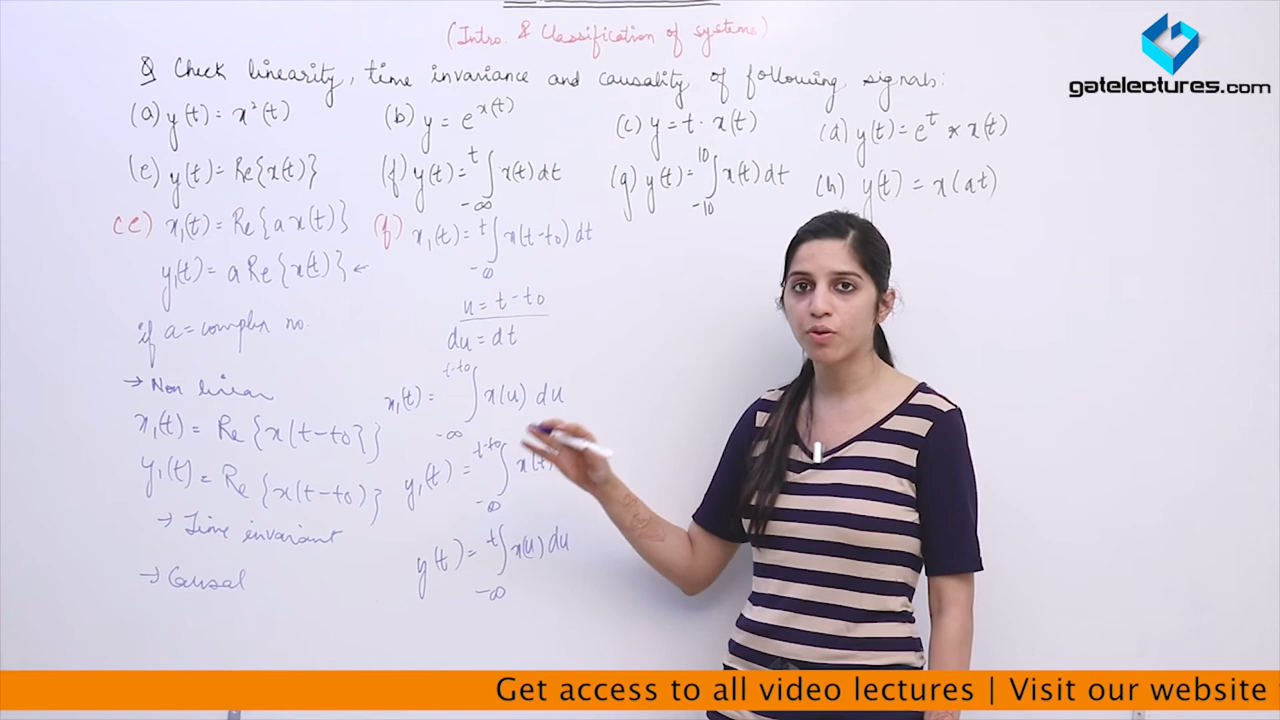 (Intro. & Classification of systems)
gatelectures.com
Q Check linearity, time invariance and causality of following signals:
(a) y(t) = x²(t) (b) y = e^x(t) (c) y = t · x(t) (d) y(t) = e^t * x(t)
(e) y(t) = Re{x(t)} (f) y(t) = ^t∫_-∞ x(t) dt (g) y(t) = ^10∫_-10 x(t) dt (h) y(t) = x(at)
(e) x₁(t) = Re{a x(t)}
y₁(t) = a Re{x(t)} ←
if a = complex no.
→ Non linear
x₁(t) = Re{x(t-t₀)}
y₁(t) = Re{x(t-t₀)}
→ Time invariant
→ Causal
(f) x₁(t) = ^t∫_-∞ x(t-t₀) dt
u = t-t₀
du = dt
x₁(t) = ^t-t₀∫_-∞ x(u) du
y₁(t) = ^t-t₀∫_-∞ x(t)
y(t) = ^t∫_-∞ x(u) du
Get access to all video lectures | Visit our website